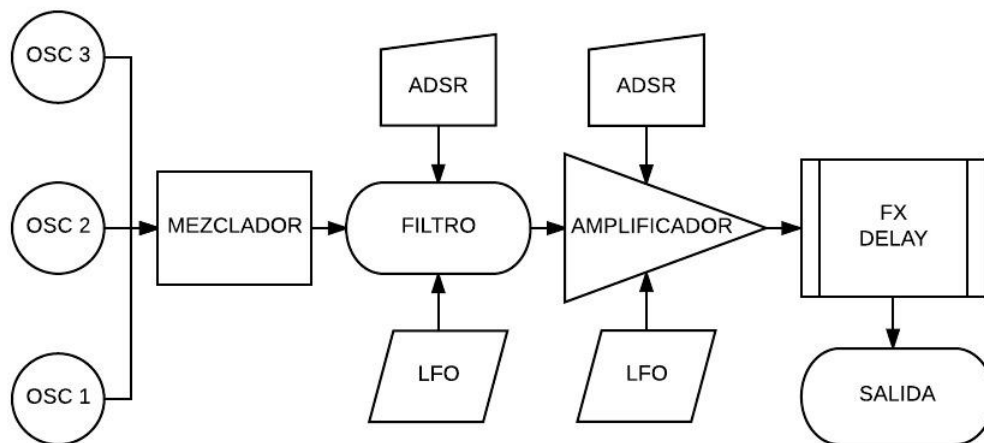 OSC 3
OSC 2
OSC 1
MEZCLADOR
ADSR
FILTRO
LFO
ADSR
AMPLIFICADOR
LFO
FX
DELAY
SALIDA